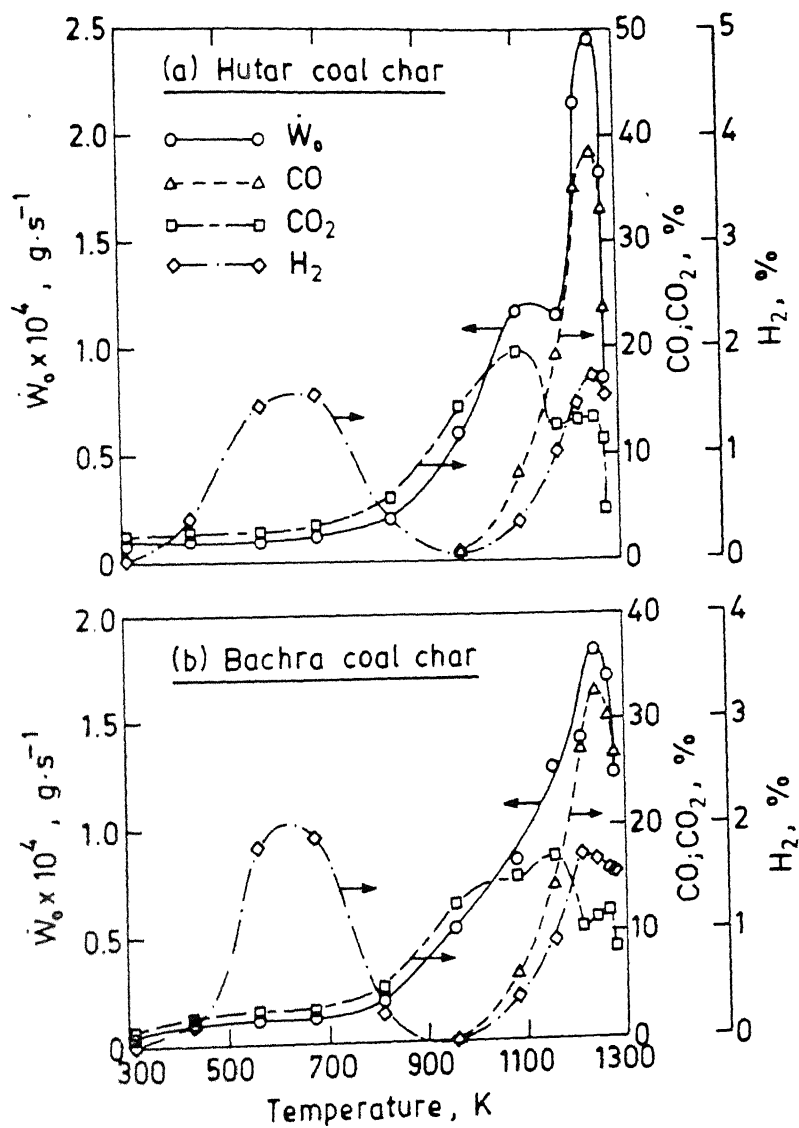 (a) Hutar coal char
Ẇₒ
CO
CO₂
H₂
2.5
2.0
1.5
1.0
0.5
0
Ẇₒ x 10⁴ , g·s⁻¹
50
40
30
20
10
0
CO;CO₂, %
5
4
3
2
1
0
H₂, %
(b) Bachra coal char
2.0
1.5
1.0
0.5
0
Ẇₒ x 10⁴ , g·s⁻¹
40
30
20
10
0
CO;CO₂, %
4
3
2
1
0
H₂, %
300 500 700 900 1100 1300
Temperature, K